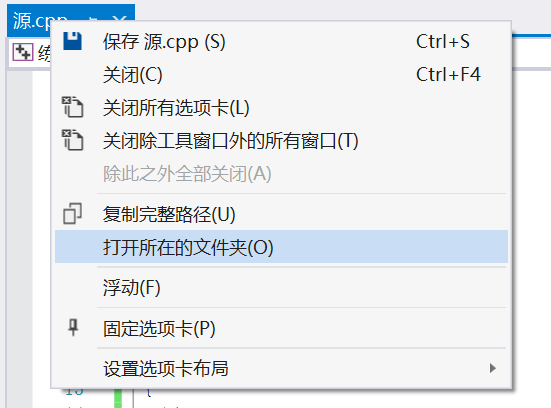 源.cpp
保存 源.cpp (S) Ctrl+S
关闭(C) Ctrl+F4
关闭所有选项卡(L)
关闭除工具窗口外的所有窗口(T)
除此之外全部关闭(A)
复制完整路径(U)
打开所在的文件夹(O)
浮动(F)
固定选项卡(P)
设置选项卡布局